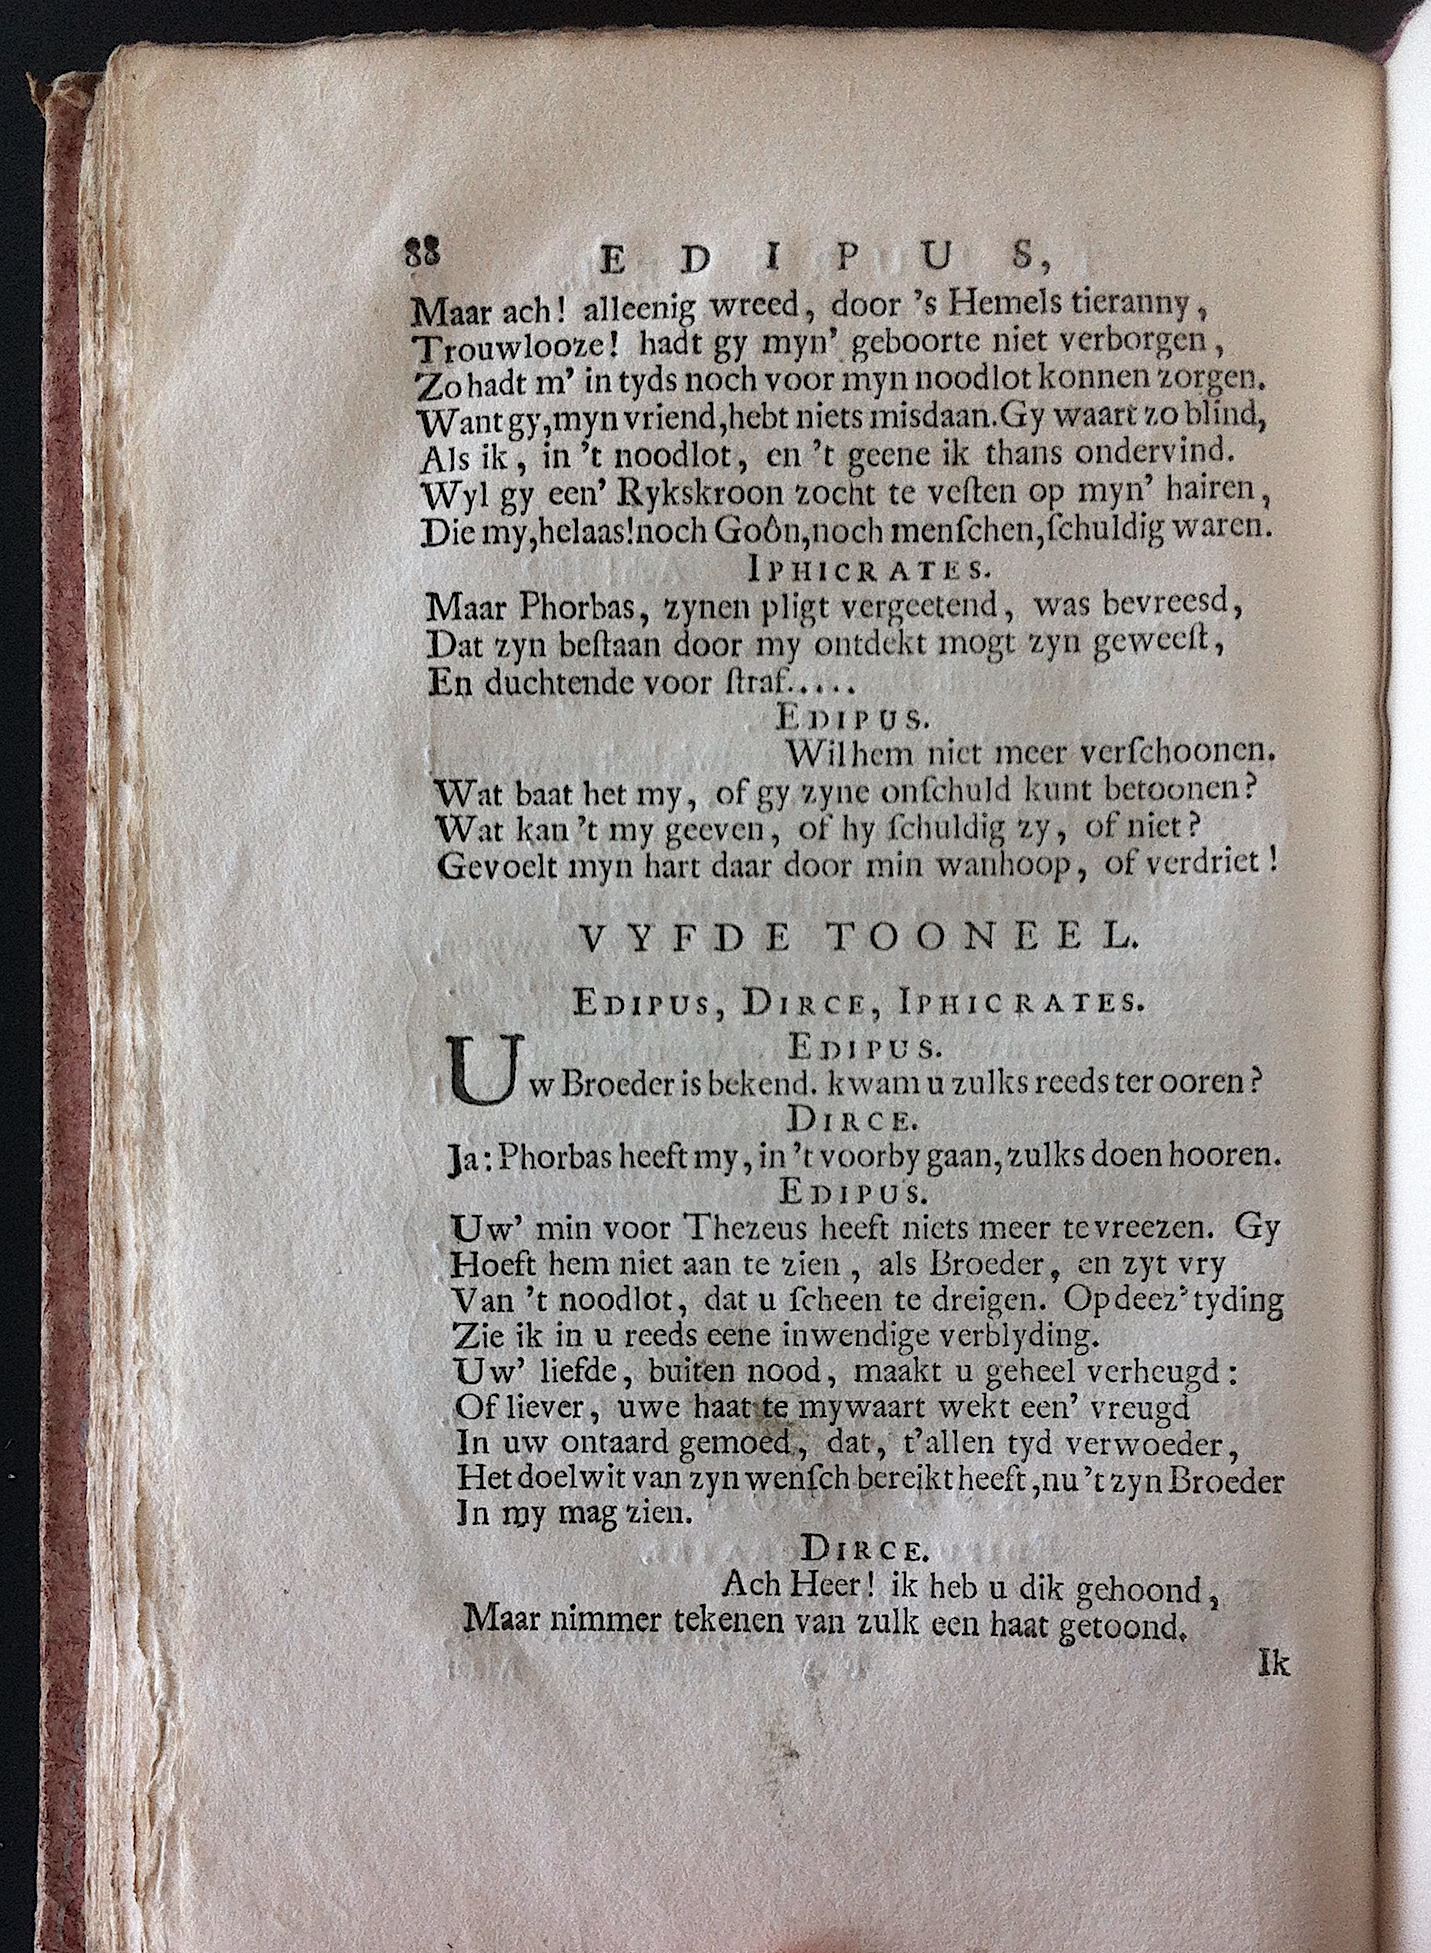 88 EDIPUS,
Maar ach! alleenig wreed, door 's Hemels tieranny,
Trouwlooze! hadt gy myn' geboorte niet verborgen,
Zo hadt m' in tyds noch voor myn noodlot konnen zorgen.
Want gy, myn vriend, hebt niets misdaan. Gy waart zo blind,
Als ik, in 't noodlot, en 't geene ik thans ondervind.
Wyl gy een' Rykskroon zocht te veſten op myn' hairen,
Die my, helaas! noch Goôn, noch menſchen, ſchuldig waren.
IPHICRATES.
Maar Phorbas, zynen pligt vergeetend, was bevreesd,
Dat zyn beſtaan door my ontdekt mogt zyn geweeſt,
En duchtende voor ſtraf.....
EDIPUS.
Wil hem niet meer verſchoonen.
Wat baat het my, of gy zyne onſchuld kunt betoonen?
Wat kan 't my geeven, of hy ſchuldig zy, of niet?
Gevoelt myn hart daar door min wanhoop, of verdriet!
VYFDE TOONEEL.
EDIPUS, DIRCE, IPHICRATES.
EDIPUS.
Uw Broeder is bekend. kwam u zulks reeds ter ooren?
DIRCE.
Ja: Phorbas heeft my, in 't voorby gaan, zulks doen hooren.
EDIPUS.
Uw' min voor Thezeus heeft niets meer te vreezen. Gy
Hoeft hem niet aan te zien, als Broeder, en zyt vry
Van 't noodlot, dat u ſcheen te dreigen. Op deez' tyding
Zie ik in u reeds eene inwendige verblyding.
Uw' liefde, buiten nood, maakt u geheel verheugd:
Of liever, uwe haat te mywaart wekt een' vreugd
In uw ontaard gemoed, dat, t'allen tyd verwoeder,
Het doelwit van zyn wenſch bereikt heeft, nu 't zyn Broeder
In my mag zien.
DIRCE.
Ach Heer! ik heb u dik gehoond,
Maar nimmer tekenen van zulk een haat getoond.
Ik